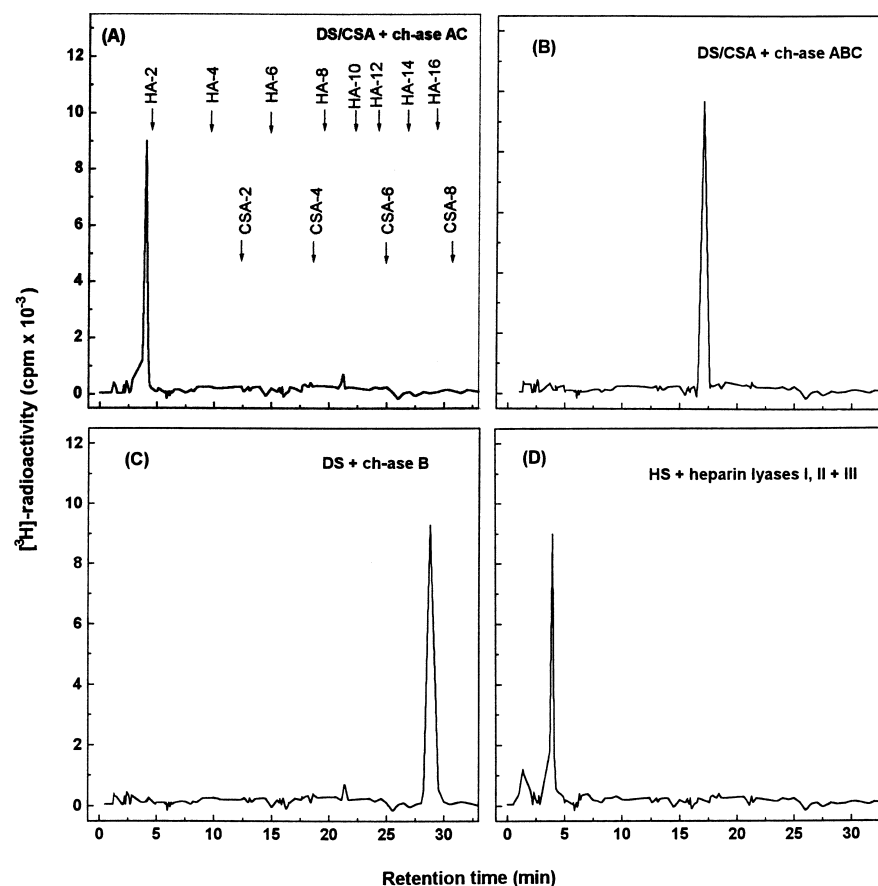 (A)
DS/CSA + ch-ase AC
HA-2
HA-4
HA-6
HA-8
HA-10
HA-12
HA-14
HA-16
CSA-2
CSA-4
CSA-6
CSA-8
12
10
8
6
4
2
0
(B)
DS/CSA + ch-ase ABC
(C)
DS + ch-ase B
12
10
8
6
4
2
0
0
5
10
15
20
25
30
(D)
HS + heparin lyases I, II + III
0
5
10
15
20
25
30
[³H]-radioactivity (cpm x 10⁻³)
Retention time (min)